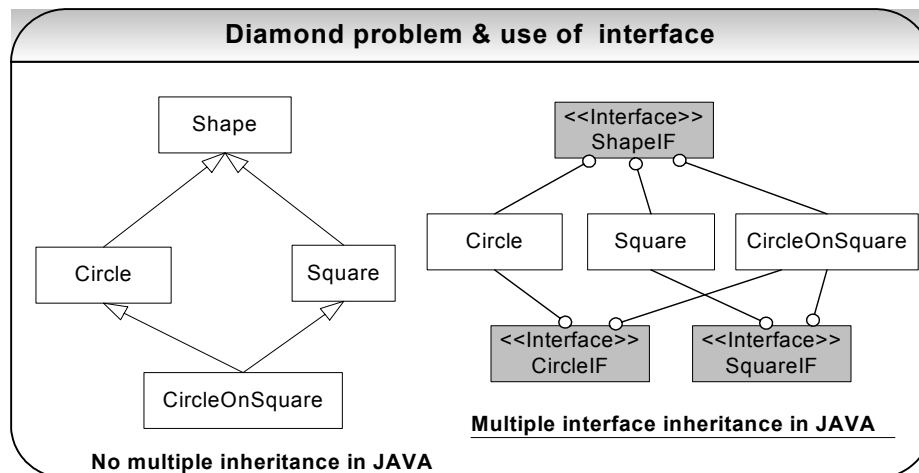 Diamond problem & use of interface
Shape
Circle
Square
CircleOnSquare
No multiple inheritance in JAVA
<<Interface>>
ShapeIF
Circle
Square
CircleOnSquare
<<Interface>>
CircleIF
<<Interface>>
SquareIF
Multiple interface inheritance in JAVA